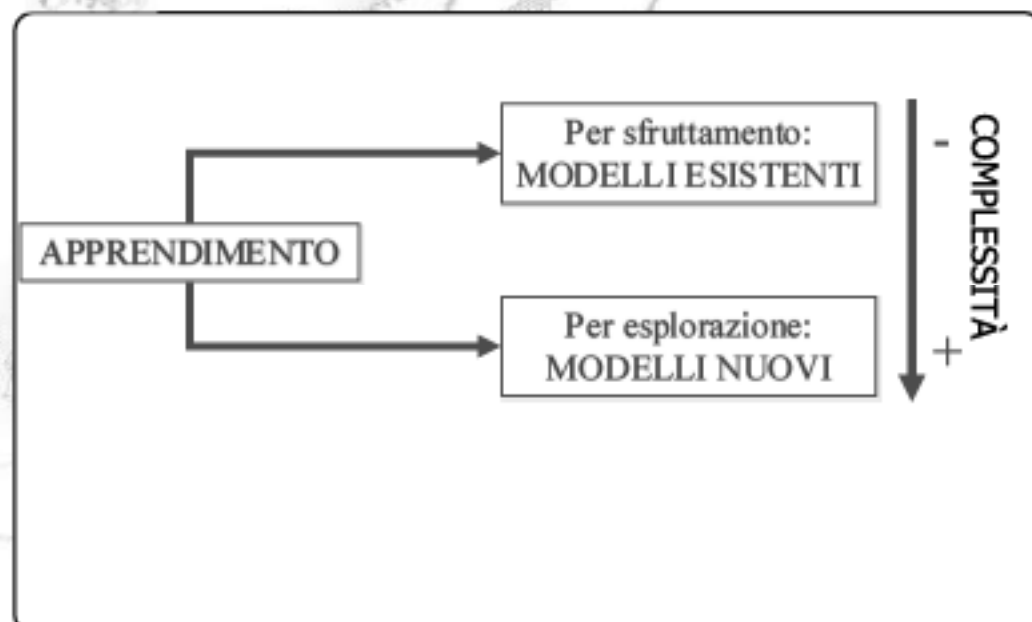 Per sfruttamento:
MODELLI ESISTENTI
APPRENDIMENTO
Per esplorazione:
MODELLI NUOVI
-
COMPLESSITÀ
+